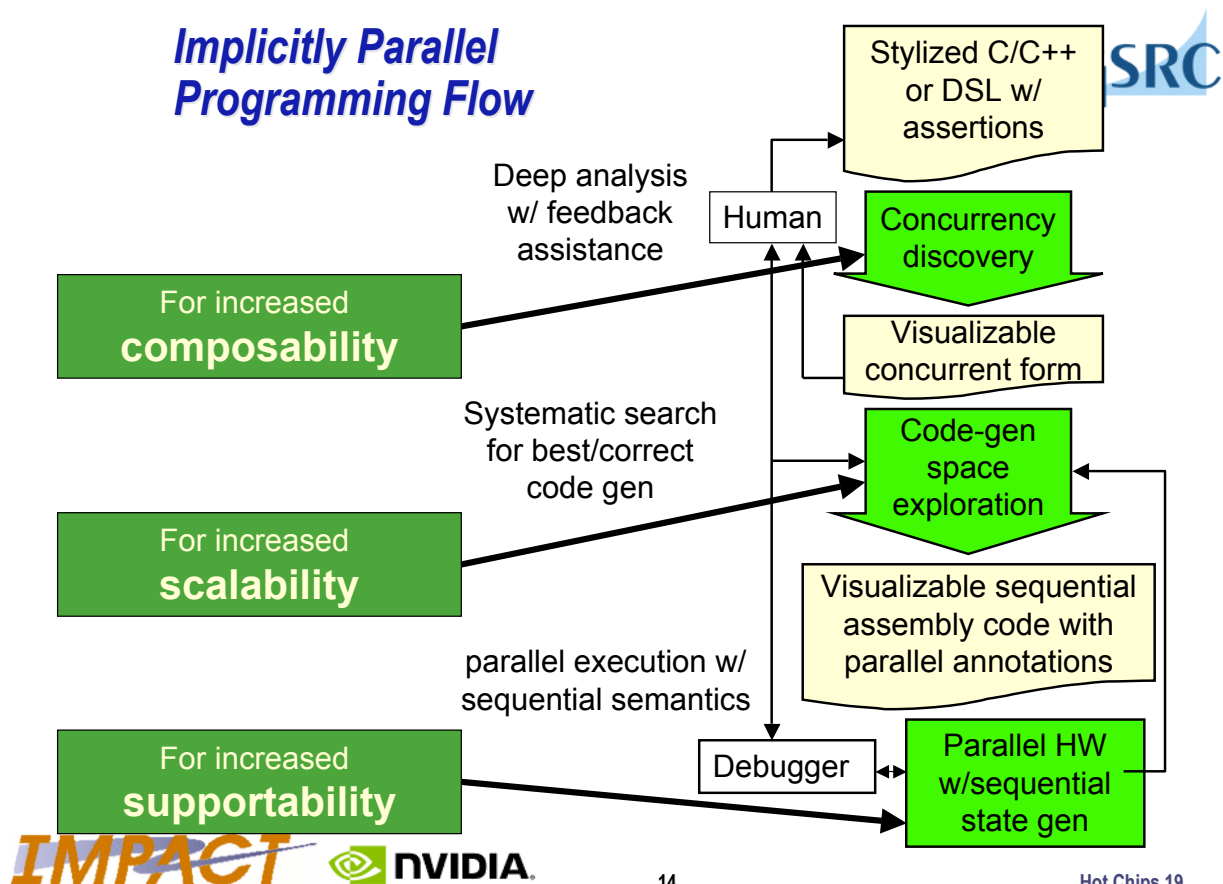 Implicitly Parallel
Programming Flow
Stylized C/C++
or DSL w/
assertions
SRC
Deep analysis
w/ feedback
assistance
Human
Concurrency
discovery
For increased
composability
Visualizable
concurrent form
Systematic search
for best/correct
code gen
Code-gen
space
exploration
For increased
scalability
Visualizable sequential
assembly code with
parallel annotations
parallel execution w/
sequential semantics
For increased
supportability
Debugger
Parallel HW
w/sequential
state gen
IMPACT
NVIDIA.
14
Hot Chips 19